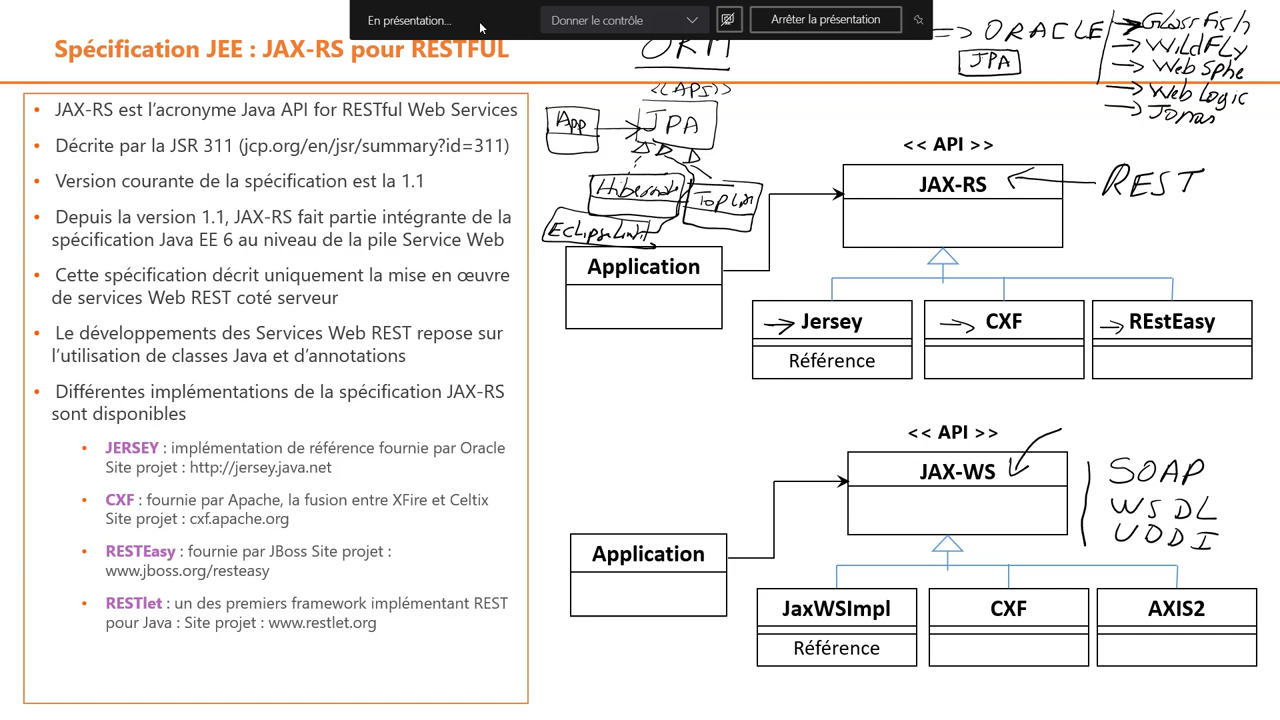 En présentation...
Donner le contrôle
Arrêter la présentation
Spécification JEE : JAX-RS pour RESTFUL
• JAX-RS est l'acronyme Java API for RESTful Web Services
• Décrite par la JSR 311 (jcp.org/en/jsr/summary?id=311)
• Version courante de la spécification est la 1.1
• Depuis la version 1.1, JAX-RS fait partie intégrante de la
spécification Java EE 6 au niveau de la pile Service Web
• Cette spécification décrit uniquement la mise en œuvre
de services Web REST coté serveur
• Le développements des Services Web REST repose sur
l'utilisation de classes Java et d'annotations
• Différentes implémentations de la spécification JAX-RS
sont disponibles
• JERSEY : implémentation de référence fournie par Oracle
Site projet : http://jersey.java.net
• CXF : fournie par Apache, la fusion entre XFire et Celtix
Site projet : cxf.apache.org
• RESTEasy : fournie par JBoss Site projet :
www.jboss.org/resteasy
• RESTlet : un des premiers framework implémentant REST
pour Java : Site projet : www.restlet.org
ORM
<<API>>
App
JPA
Hibernate
TopLin
EclipseLink
=> ORACLE
JPA
→ GlassFish
→ WildFLy
→ WebSphe
→ WebLogic
→ Jonas
<< API >>
JAX-RS
REST
Application
Jersey
Référence
CXF
REstEasy
<< API >>
JAX-WS
SOAP
WSDL
UDDI
Application
JaxWSImpl
Référence
CXF
AXIS2